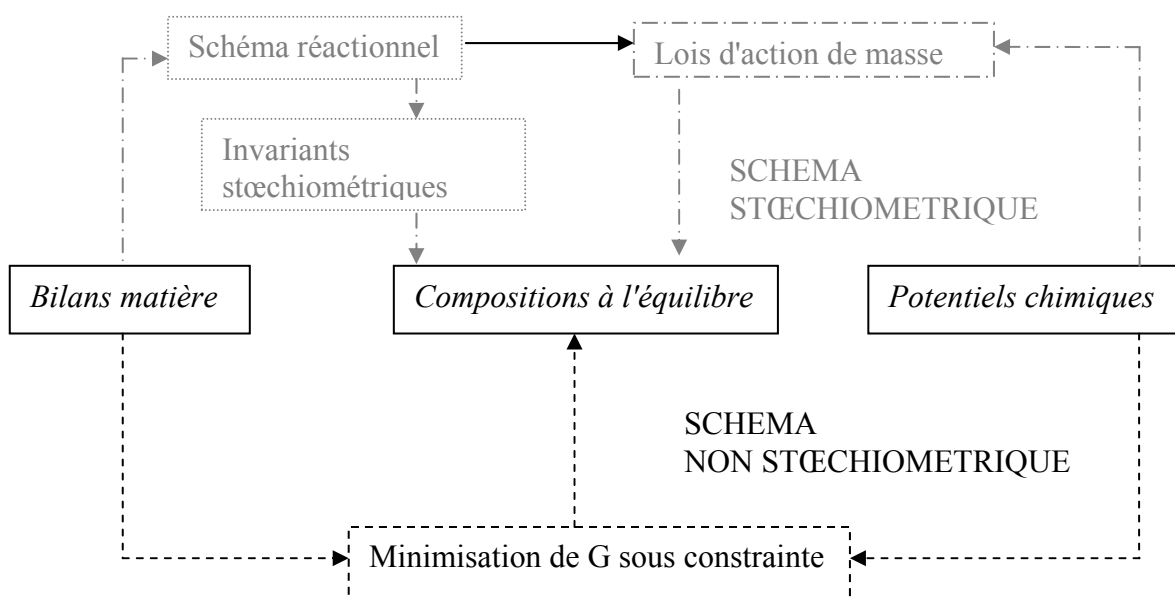 Schéma réactionnel
Lois d'action de masse
Invariants
stœchiométriques
SCHEMA
STŒCHIOMETRIQUE
Bilans matière
Compositions à l'équilibre
Potentiels chimiques
SCHEMA
NON STŒCHIOMETRIQUE
Minimisation de G sous contrainte